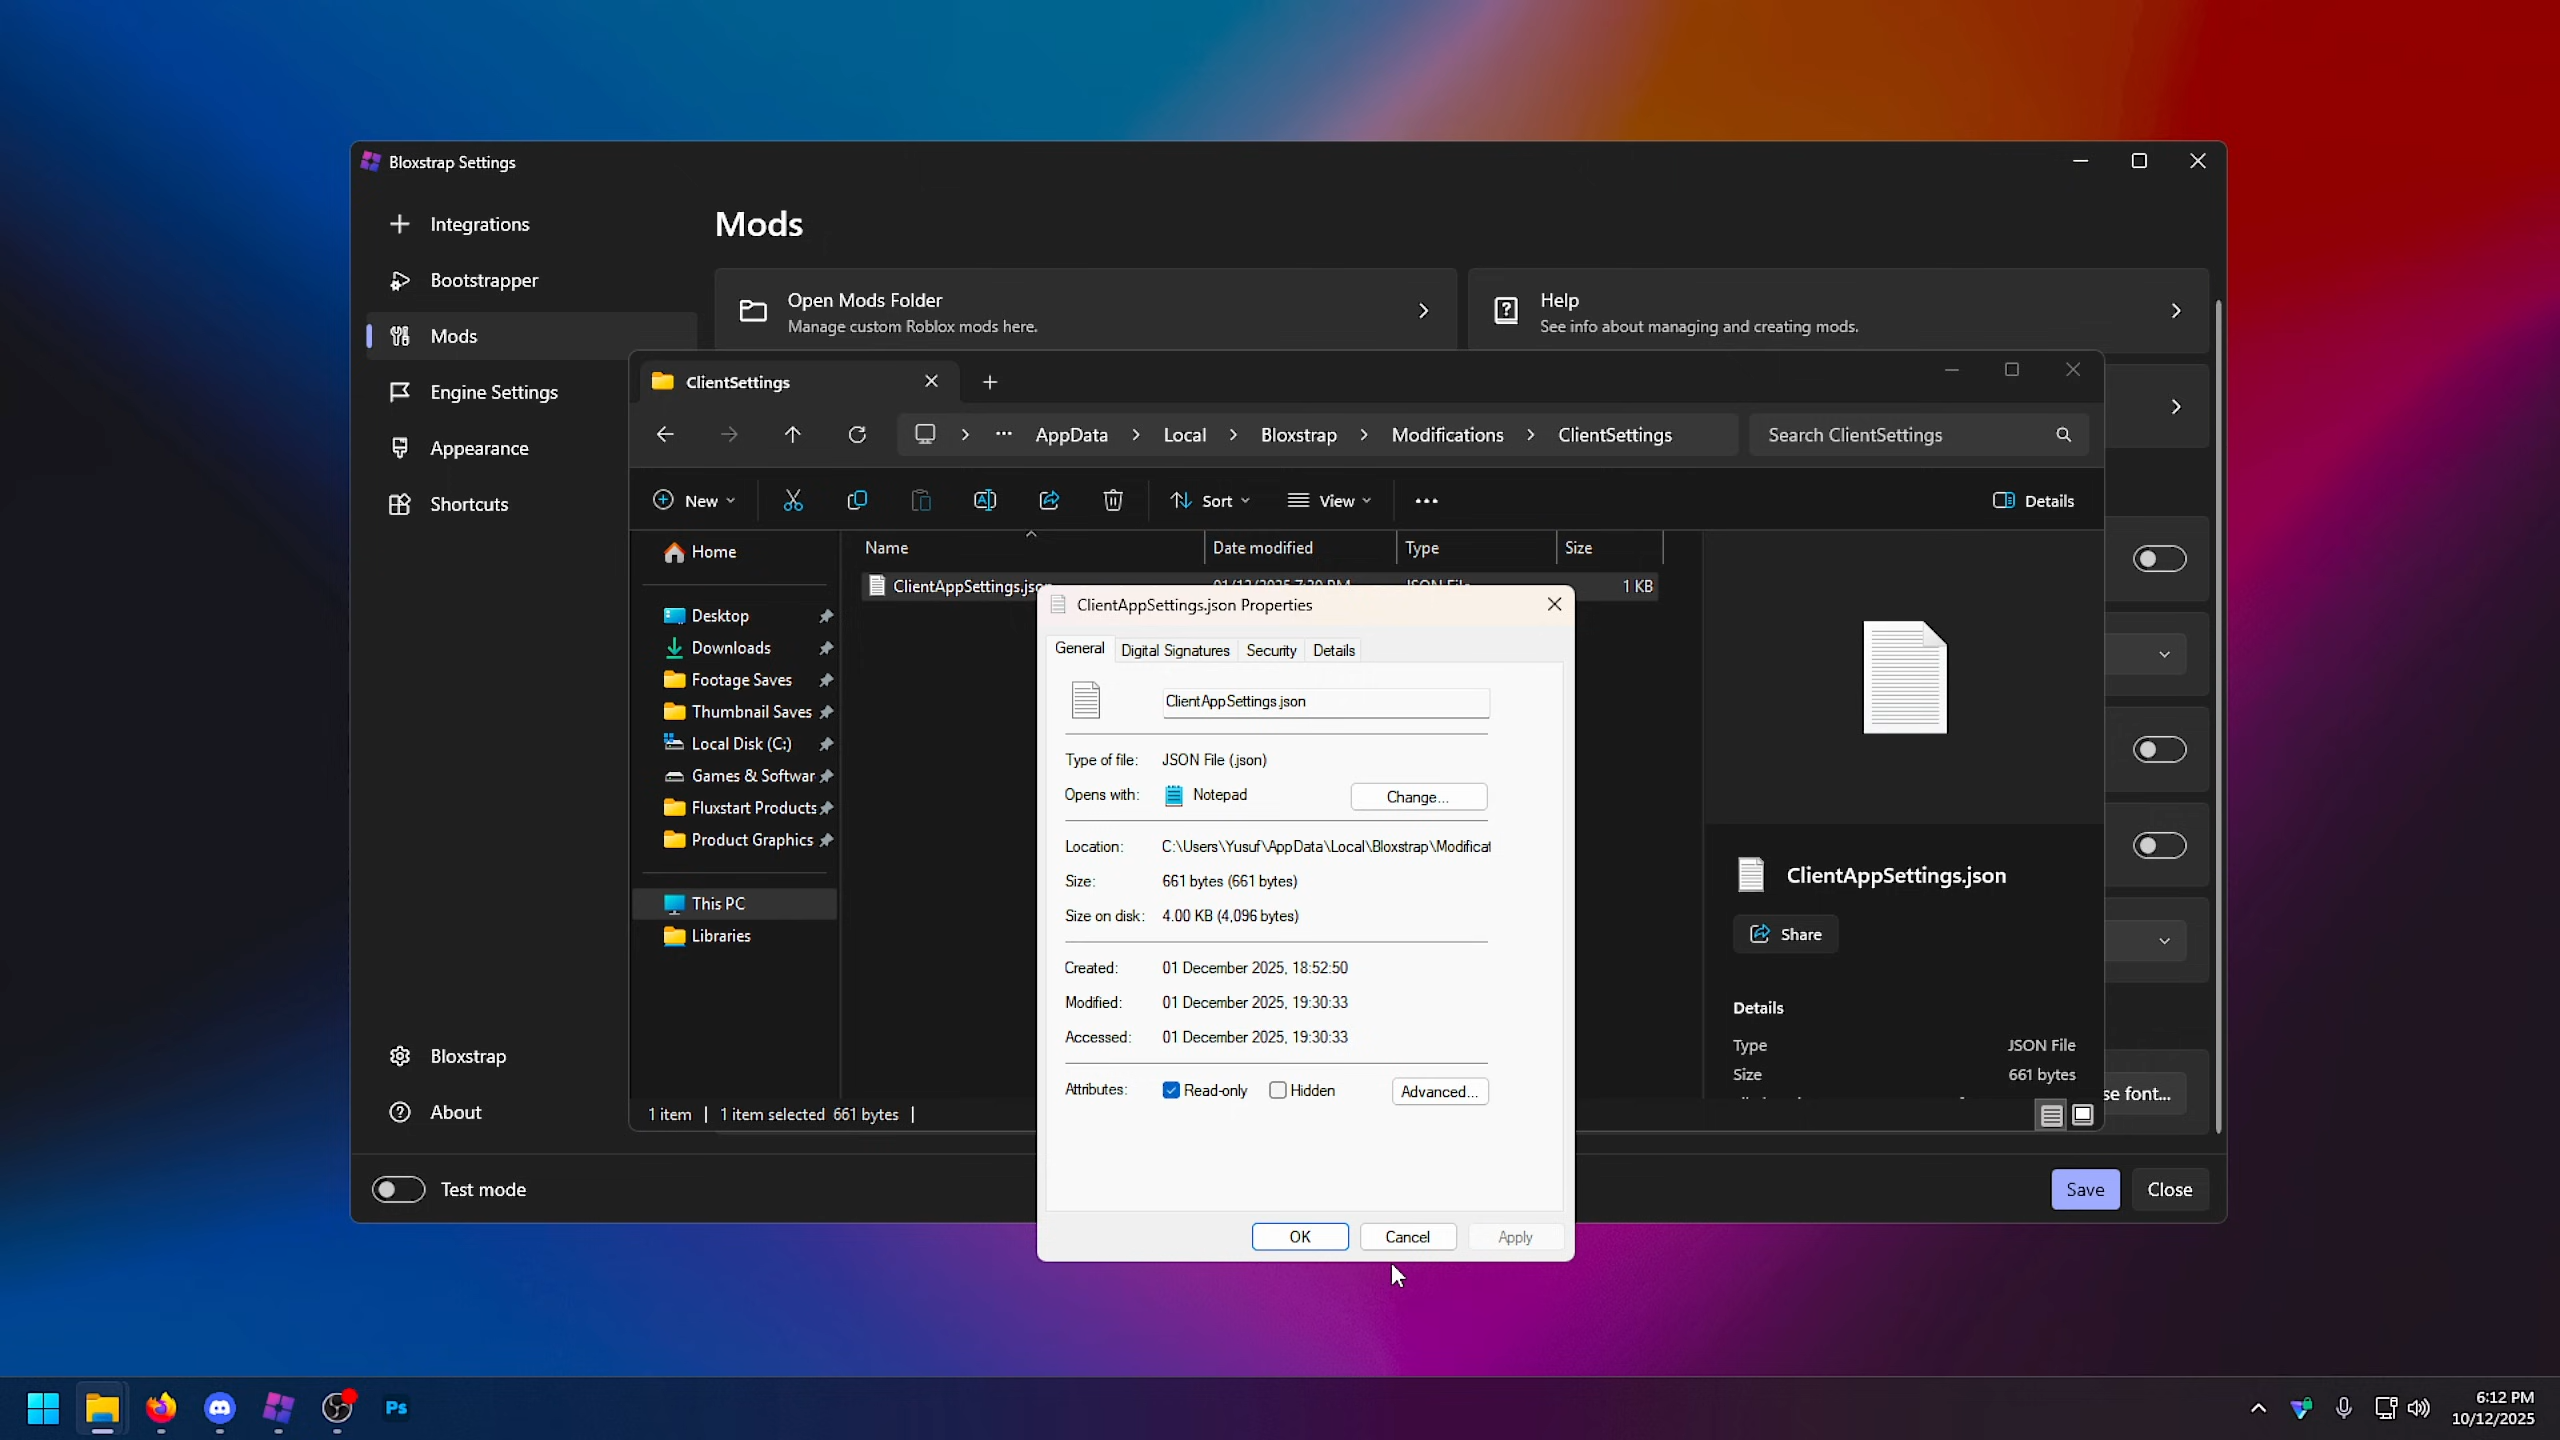 Bloxstrap Settings
Integrations
Bootstrapper
Mods
Engine Settings
Appearance
Shortcuts
Bloxstrap
About
Test mode
Mods
Open Mods Folder
Manage custom Roblox mods here.
Help
See info about managing and creating mods.
ClientSettings
AppData
Local
Bloxstrap
Modifications
ClientSettings
Search ClientSettings
New
Sort
View
Details
Home
Desktop
Downloads
Footage Saves
Thumbnail Saves
Local Disk (C:)
Games & Softwar
Fluxstart Products
Product Graphics
This PC
Libraries
Name
Date modified
Type
Size
ClientAppSettings.jso
1 KB
ClientAppSettings.json Properties
General
Digital Signatures
Security
Details
ClientAppSettings.json
Type of file: JSON File (.json)
Opens with: Notepad
Change...
Location: C:\Users\Yusuf\AppData\Local\Bloxstrap\Modificat
Size: 661 bytes (661 bytes)
Size on disk: 4.00 KB (4,096 bytes)
Created: 01 December 2025, 18:52:50
Modified: 01 December 2025, 19:30:33
Accessed: 01 December 2025, 19:30:33
Attributes: Read-only Hidden Advanced...
OK
Cancel
Apply
ClientAppSettings.json
Share
Details
Type JSON File
Size 661 bytes
1 item
1 item selected 661 bytes
se font...
Save
Close
Ps
6:12 PM
10/12/2025